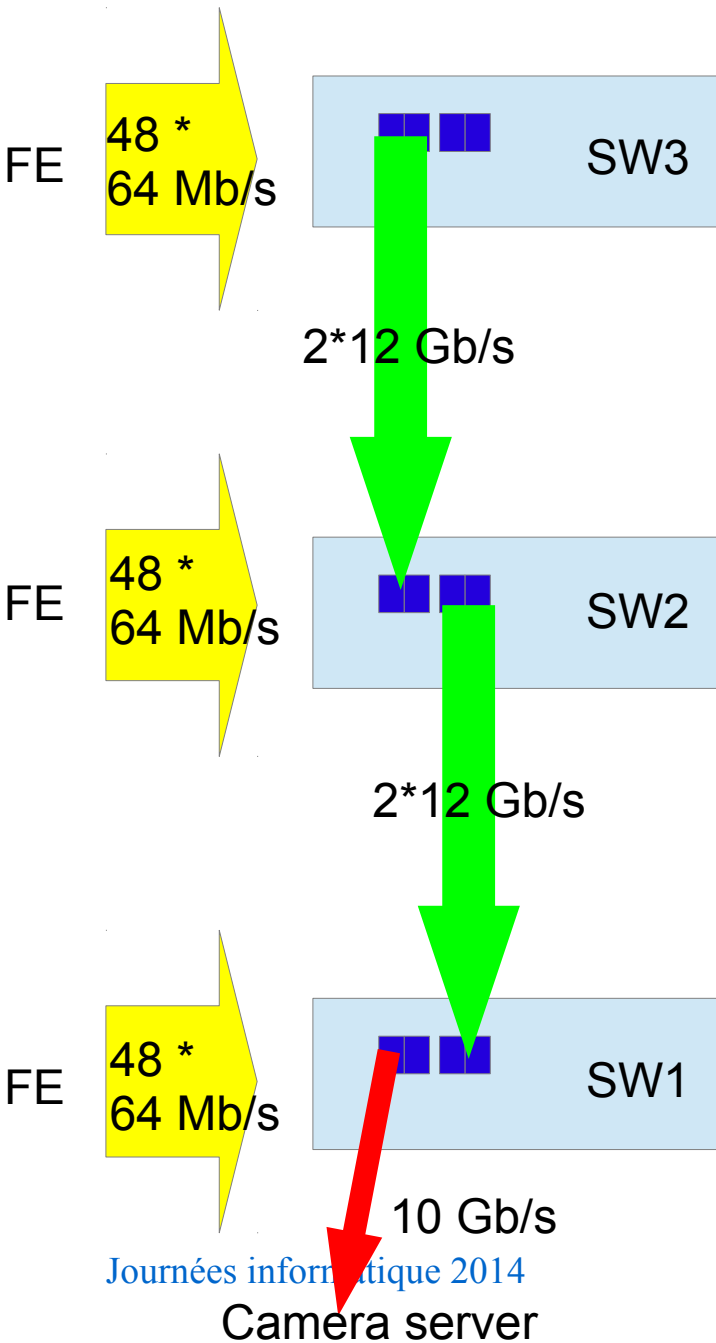 48 *
FE
64 Mb/s
SW3
2*12 Gb/s
48 *
FE
64 Mb/s
SW2
2*12 Gb/s
48 *
FE
64 Mb/s
SW1
10 Gb/s
Journées informatique 2014
Camera server